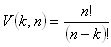 V(k,n) = n! / (n−k)!